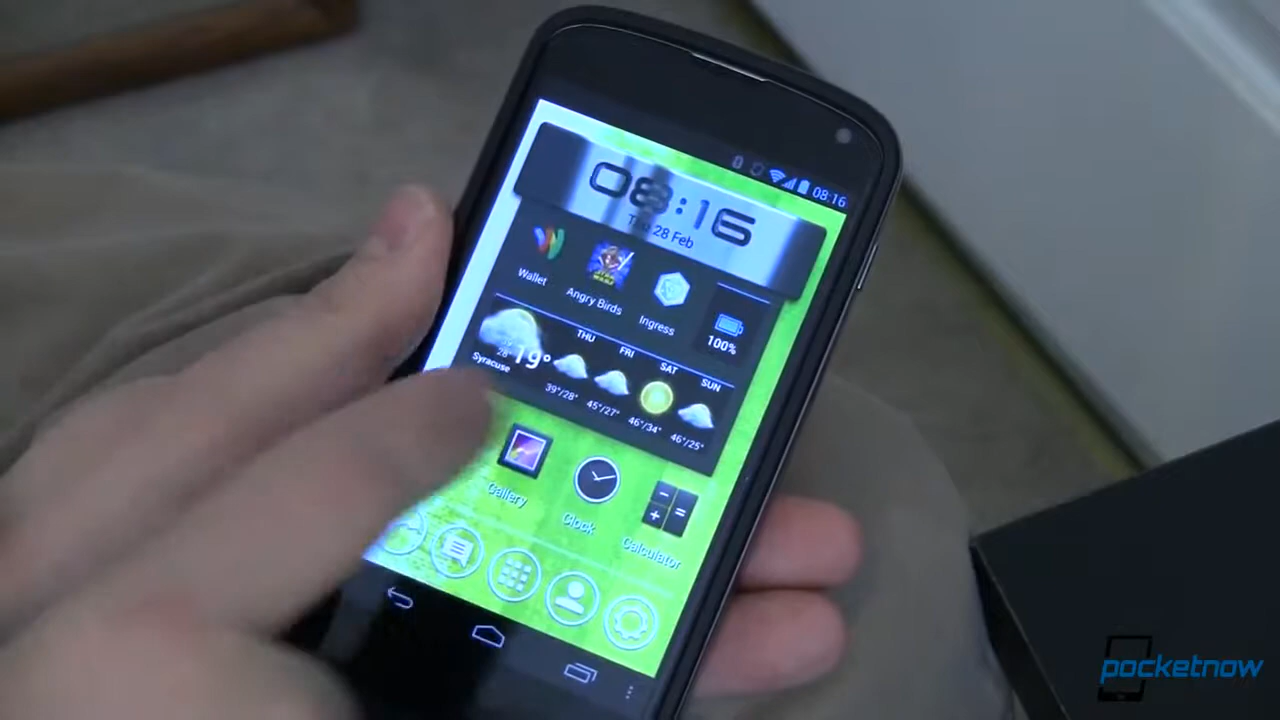 08:16
08:16
Thu 28 Feb
Wallet
Angry Birds
Ingress
100%
19°
28°
Syracuse
THU
FRI
SAT
SUN
39°/28°
45°/27°
46°/34°
46°/25°
Gallery
Clock
Calculator
pocketnow